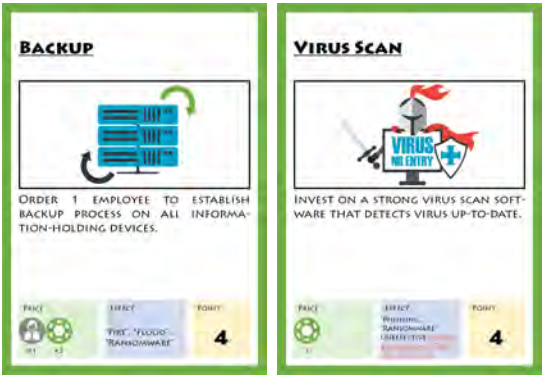 BACKUP
ORDER 1 EMPLOYEE TO ESTABLISH
BACKUP PROCESS ON ALL INFORMA-
TION-HOLDING DEVICES.
PRICE
EFFECT
POINT
"FIRE", "FLOOD",
"RANSOMWARE"
4
VIRUS SCAN
VIRUS
NO ENTRY
INVEST ON A STRONG VIRUS SCAN SOFT-
WARE THAT DETECTS VIRUS UP-TO-DATE.
PRICE
EFFECT
POINT
"RANSOMWARE"
4